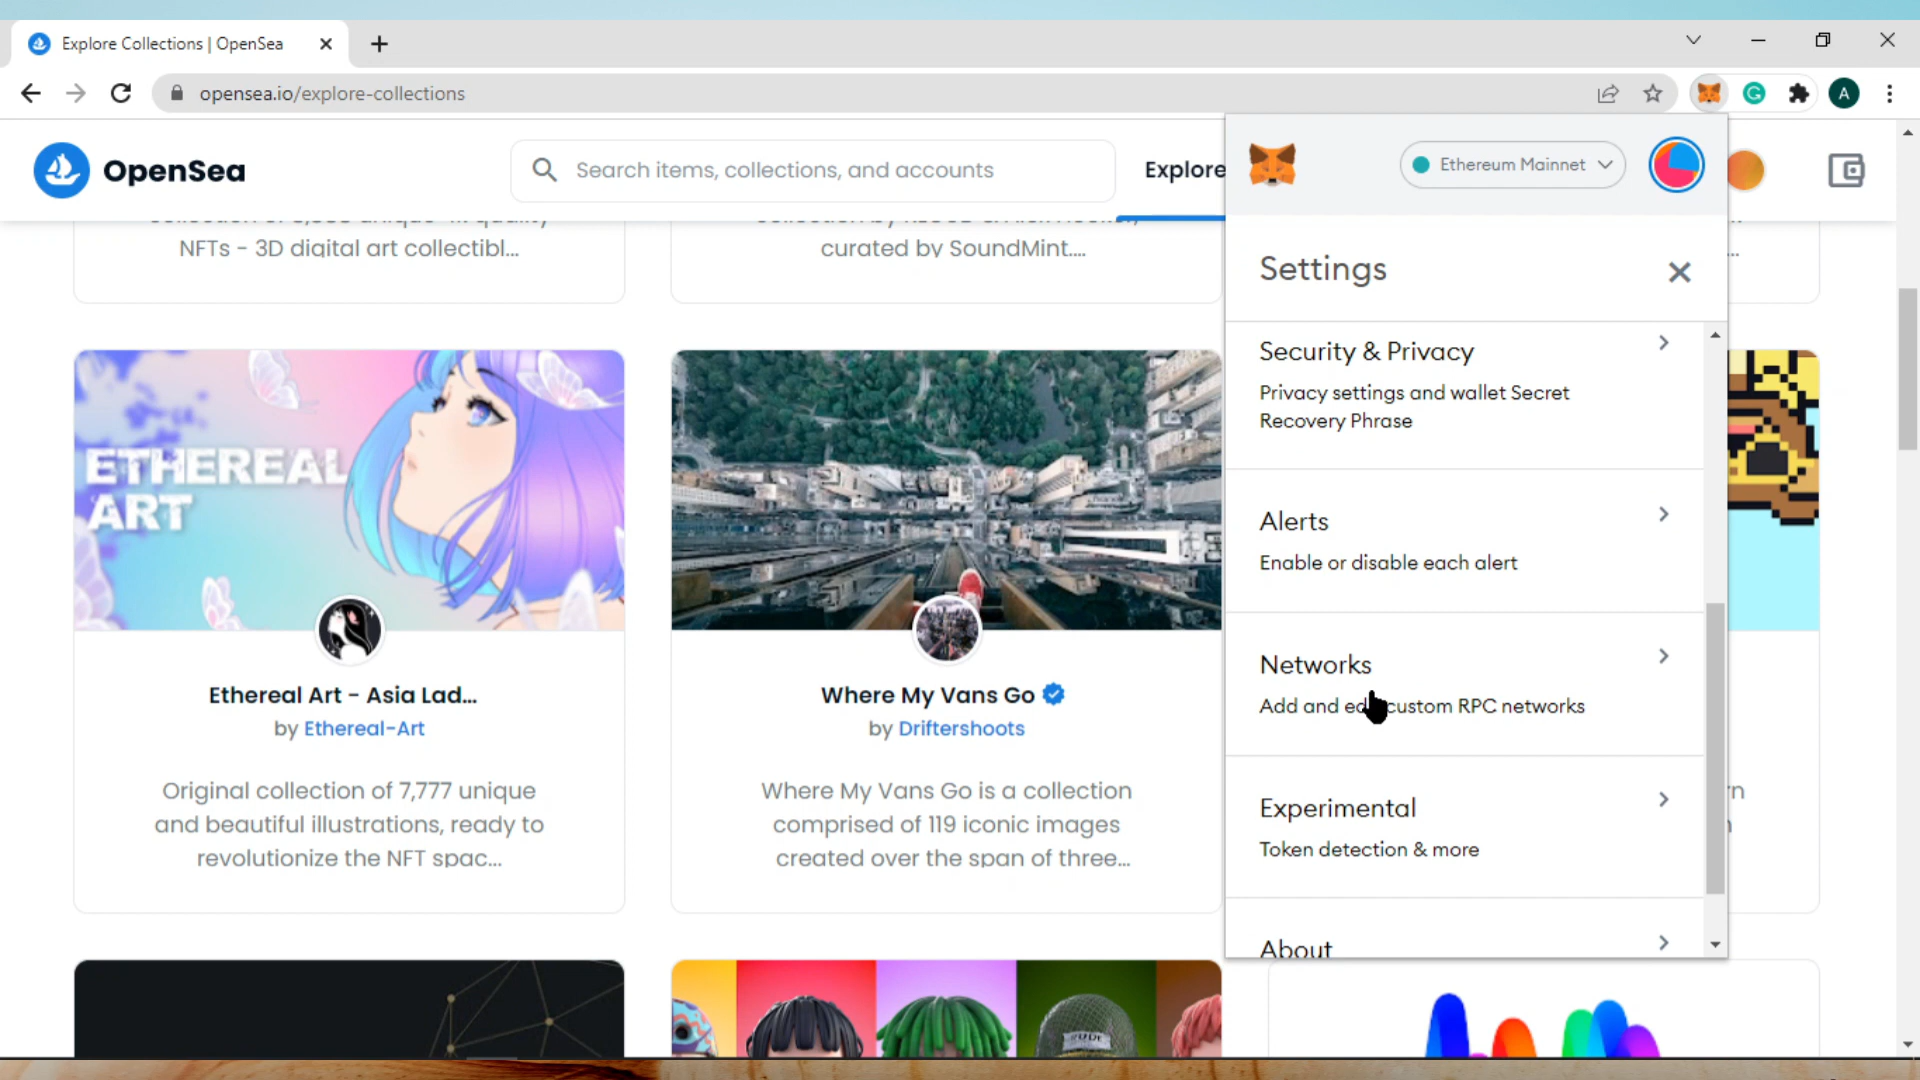 Explore Collections | OpenSea
opensea.io/explore-collections
A
OpenSea
Search items, collections, and accounts
Explore
Ethereum Mainnet
NFTs - 3D digital art collectibl...
curated by SoundMint....
Settings
Security & Privacy
Privacy settings and wallet Secret
Recovery Phrase
Alerts
Enable or disable each alert
Networks
Add and custom RPC networks
Experimental
Token detection & more
About
ETHEREAL
ART
Ethereal Art - Asia Lad...
by Ethereal-Art
Original collection of 7,777 unique
and beautiful illustrations, ready to
revolutionize the NFT spac...
Where My Vans Go
by Driftershoots
Where My Vans Go is a collection
comprised of 119 iconic images
created over the span of three...
RUDE